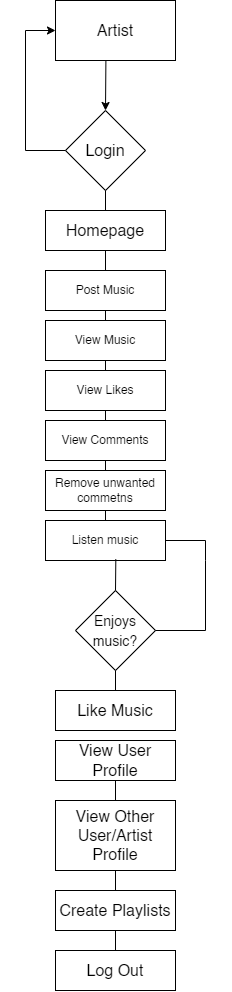 Artist
Login
Homepage
Post Music
View Music
View Likes
View Comments
Remove unwanted
commetns
Listen music
Enjoys
music?
Like Music
View User
Profile
View Other
User/Artist
Profile
Create Playlists
Log Out